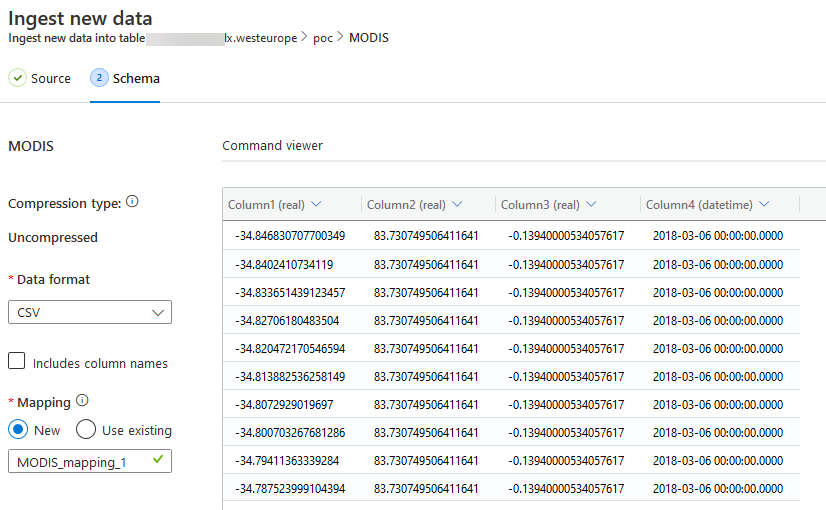 Ingest new data
Ingest new data into table lx.westeurope > poc > MODIS
Source
2 Schema
MODIS
Command viewer
Compression type:
Uncompressed
* Data format
CSV
Includes column names
* Mapping
New Use existing
MODIS_mapping_1
Column1 (real) Column2 (real) Column3 (real) Column4 (datetime)
-34.846830707700349 83.730749506411641 -0.13940000534057617 2018-03-06 00:00:00.0000
-34.8402410734119 83.730749506411641 -0.13940000534057617 2018-03-06 00:00:00.0000
-34.833651439123457 83.730749506411641 -0.13940000534057617 2018-03-06 00:00:00.0000
-34.82706180483504 83.730749506411641 -0.13940000534057617 2018-03-06 00:00:00.0000
-34.820472170546594 83.730749506411641 -0.13940000534057617 2018-03-06 00:00:00.0000
-34.813882536258149 83.730749506411641 -0.13940000534057617 2018-03-06 00:00:00.0000
-34.8072929019697 83.730749506411641 -0.13940000534057617 2018-03-06 00:00:00.0000
-34.800703267681286 83.730749506411641 -0.13940000534057617 2018-03-06 00:00:00.0000
-34.79411363339284 83.730749506411641 -0.13940000534057617 2018-03-06 00:00:00.0000
-34.787523999104394 83.730749506411641 -0.13940000534057617 2018-03-06 00:00:00.0000